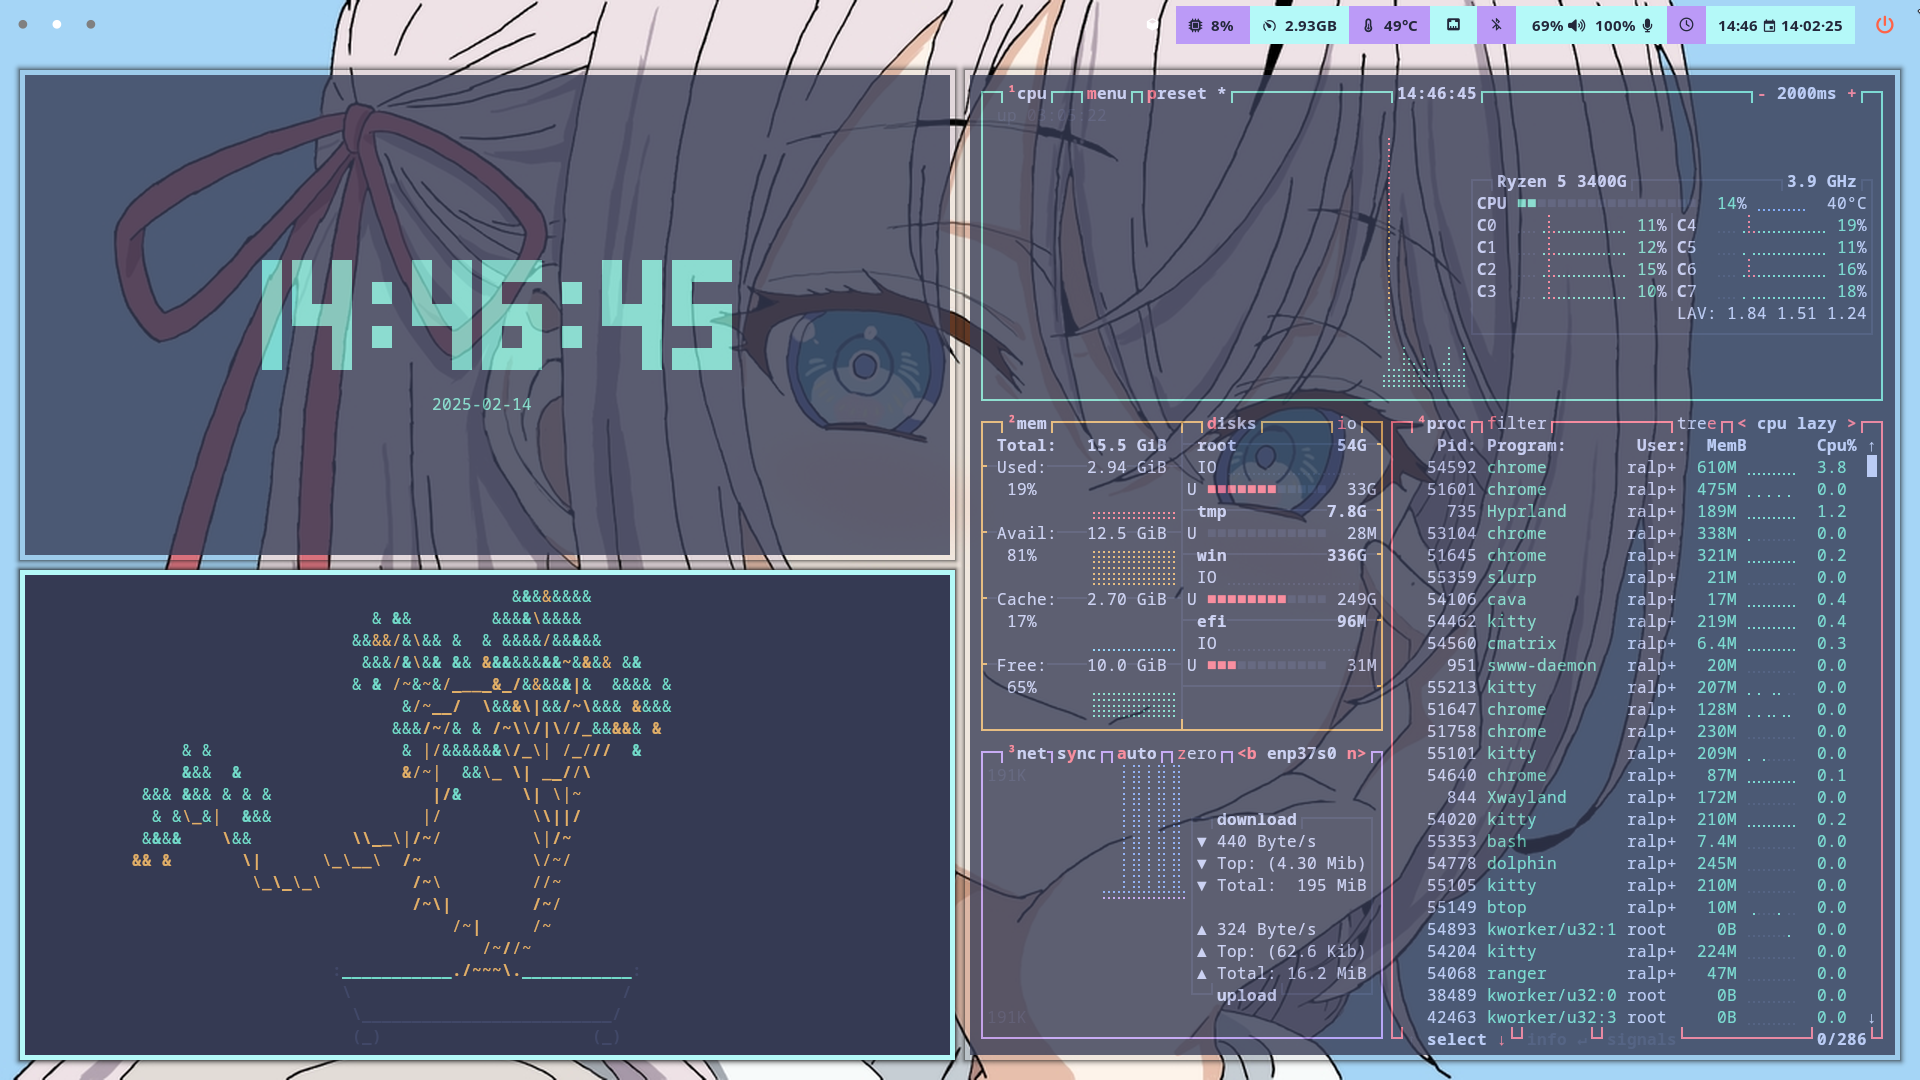 8% 2.93GB 49°C 69% 100% 14:46 14·02·25
14:46:45
2025-02-14
&&&&&&&&
& && &&&&\&&&&
&&&&/&\&& & & &&&&/&&&&&
&&&/&\&& && &&&&&&&&~&&&& &&
& & /~&~&/____&_/&&&&&|& &&&& &
&/~__/ \&&&\|&&/~\&&& &&&&
&&&/~/& & /~\\/|\//_&&&&& &
& & & |/&&&&&&\/_\| /_/// &
&&& & &/~| &&\_ \| __//\
&&& &&& & & & |/& \| \|~
& &\_&| &&& |/ \\||/
&&&& \&& \\__\|/~/ \|/~
&& & \| \_\__\ /~ \/~/
\_\_\_\ /~\ //~
/~\| /~/
/~| /~
/~//~
:___________./~~~\.___________:
\ /
\_________________________/
(_) (_)
¹cpu menu preset * 14:46:45 - 2000ms +
up 03:05:22
Ryzen 5 3400G 3.9 GHz
CPU 14% 40°C
C0 11% C4 19%
C1 12% C5 11%
C2 15% C6 16%
C3 10% C7 18%
LAV: 1.84 1.51 1.24
²mem
Total: 15.5 GiB
Used: 2.94 GiB
19%
Avail: 12.5 GiB
81%
Cache: 2.70 GiB
17%
Free: 10.0 GiB
65%
disks io
root 54G
IO
U 33G
tmp 7.8G
U 28M
win 336G
IO
U 249G
efi 96M
IO
U 31M
³net sync auto zero <b enp37s0 n>
191K
download
▼ 440 Byte/s
▼ Top: (4.30 Mib)
▼ Total: 195 MiB
▲ 324 Byte/s
▲ Top: (62.6 Kib)
▲ Total: 16.2 MiB
upload
191K
⁴proc filter tree < cpu lazy >
Pid: Program: User: MemB Cpu% ↑
54592 chrome ralp+ 610M 3.8
51601 chrome ralp+ 475M 0.0
735 Hyprland ralp+ 189M 1.2
53104 chrome ralp+ 338M 0.0
51645 chrome ralp+ 321M 0.2
55359 slurp ralp+ 21M 0.0
54106 cava ralp+ 17M 0.4
54462 kitty ralp+ 219M 0.4
54560 cmatrix ralp+ 6.4M 0.3
951 swww-daemon ralp+ 20M 0.0
55213 kitty ralp+ 207M 0.0
51647 chrome ralp+ 128M 0.0
51758 chrome ralp+ 230M 0.0
55101 kitty ralp+ 209M 0.0
54640 chrome ralp+ 87M 0.1
844 Xwayland ralp+ 172M 0.0
54020 kitty ralp+ 210M 0.2
55353 bash ralp+ 7.4M 0.0
54778 dolphin ralp+ 245M 0.0
55105 kitty ralp+ 210M 0.0
55149 btop ralp+ 10M 0.0
54893 kworker/u32:1 root 0B 0.0
54204 kitty ralp+ 224M 0.0
54068 ranger ralp+ 47M 0.0
38489 kworker/u32:0 root 0B 0.0
42463 kworker/u32:3 root 0B 0.0 ↓
select ↓ info ↵ signals 0/286